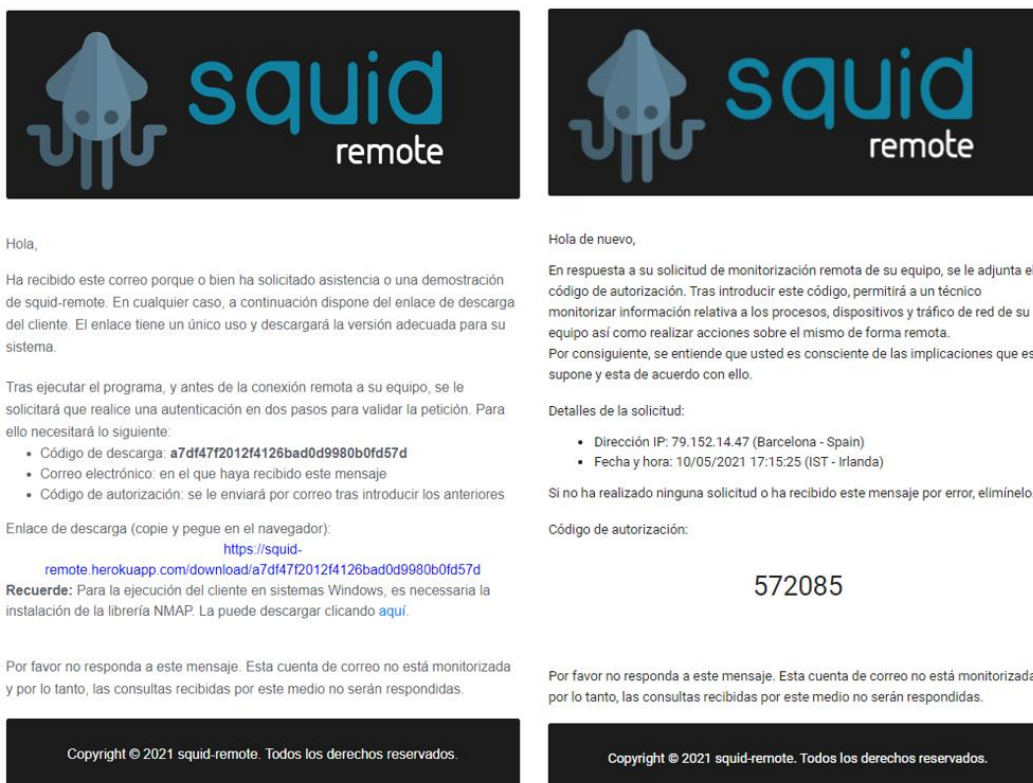 squid
remote
Hola,
Ha recibido este correo porque o bien ha solicitado asistencia o una demostración
de squid-remote. En cualquier caso, a continuación dispone del enlace de descarga
del cliente. El enlace tiene un único uso y descargará la versión adecuada para su
sistema.
Tras ejecutar el programa, y antes de la conexión remota a su equipo, se le
solicitará que realice una autenticación en dos pasos para validar la petición. Para
ello necesitará lo siguiente:
• Código de descarga: a7df47f2012f4126bad0d9980b0fd57d
• Correo electrónico: en el que haya recibido este mensaje
• Código de autorización: se le enviará por correo tras introducir los anteriores
Enlace de descarga (copie y pegue en el navegador):
https://squid-
remote.herokuapp.com/download/a7df47f2012f4126bad0d9980b0fd57d
Recuerde: Para la ejecución del cliente en sistemas Windows, es necessaria la
instalación de la librería NMAP. La puede descargar clicando aquí.
Por favor no responda a este mensaje. Esta cuenta de correo no está monitorizada
y por lo tanto, las consultas recibidas por este medio no serán respondidas.
Copyright © 2021 squid-remote. Todos los derechos reservados.
squid
remote
Hola de nuevo,
En respuesta a su solicitud de monitorización remota de su equipo, se le adjunta el
código de autorización. Tras introducir este código, permitirá a un técnico
monitorizar información relativa a los procesos, dispositivos y tráfico de red de su
equipo así como realizar acciones sobre el mismo de forma remota.
Por consiguiente, se entiende que usted es consciente de las implicaciones que es
supone y esta de acuerdo con ello.
Detalles de la solicitud:
• Dirección IP: 79.152.14.47 (Barcelona - Spain)
• Fecha y hora: 10/05/2021 17:15:25 (IST - Irlanda)
Si no ha realizado ninguna solicitud o ha recibido este mensaje por error, elimínelo.
Código de autorización:
572085
Por favor no responda a este mensaje. Esta cuenta de correo no está monitorizada
por lo tanto, las consultas recibidas por este medio no serán respondidas.
Copyright © 2021 squid-remote. Todos los derechos reservados.